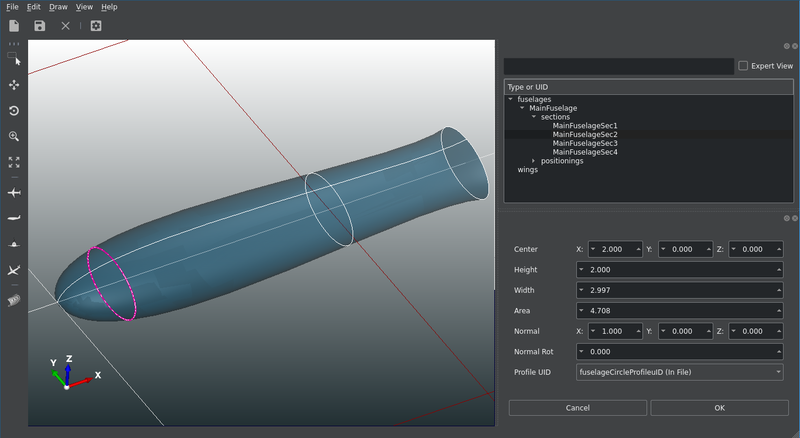 File Edit Draw View Help
Expert View
Type or UID
fuselages
MainFuselage
sections
MainFuselageSec1
MainFuselageSec2
MainFuselageSec3
MainFuselageSec4
positionings
wings
Center X: 2.000 Y: 0.000 Z: 0.000
Height 2.000
Width 2.997
Area 4.708
Normal X: 1.000 Y: 0.000 Z: 0.000
Normal Rot 0.000
Profile UID fuselageCircleProfileuID (In File)
Cancel OK
Y Z X